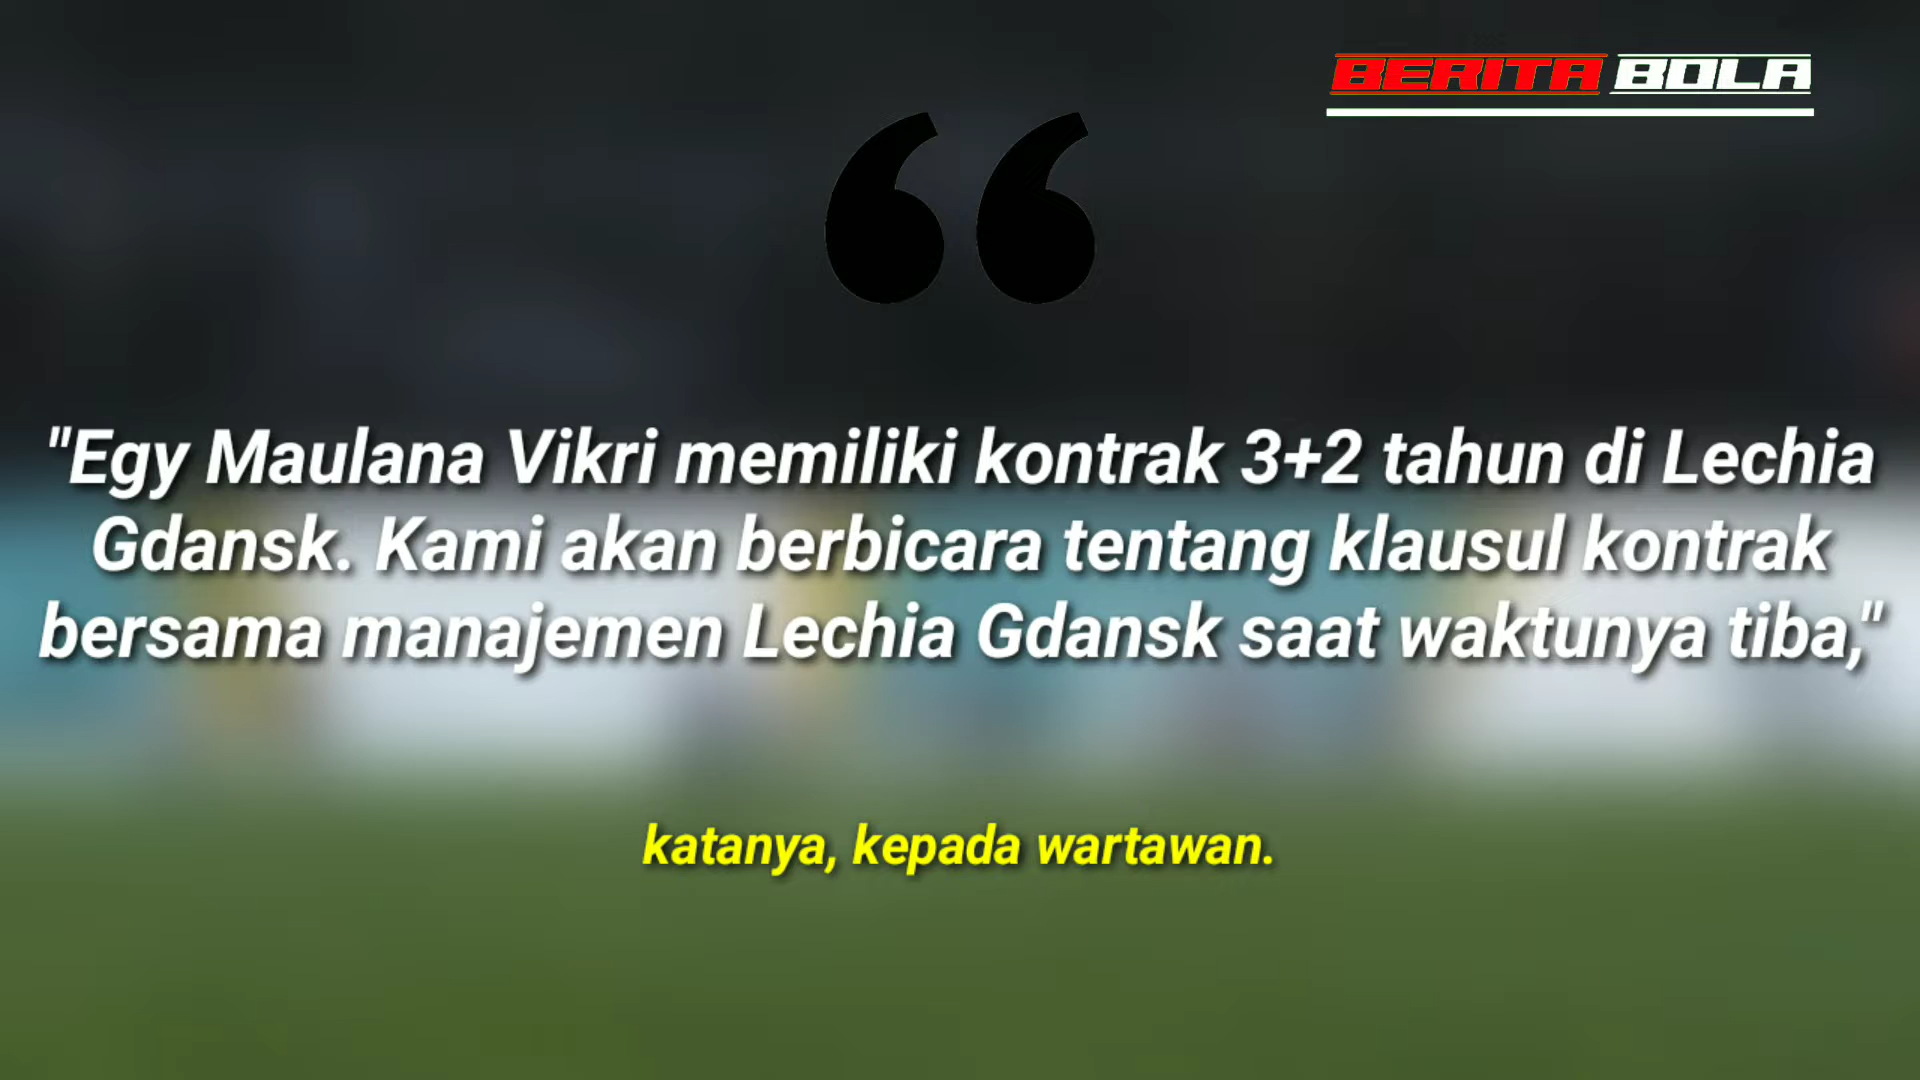 BERITA BOLA
"Egy Maulana Vikri memiliki kontrak 3+2 tahun di Lechia
Gdansk. Kami akan berbicara tentang klausul kontrak
bersama manajemen Lechia Gdansk saat waktunya tiba,"
katanya, kepada wartawan.